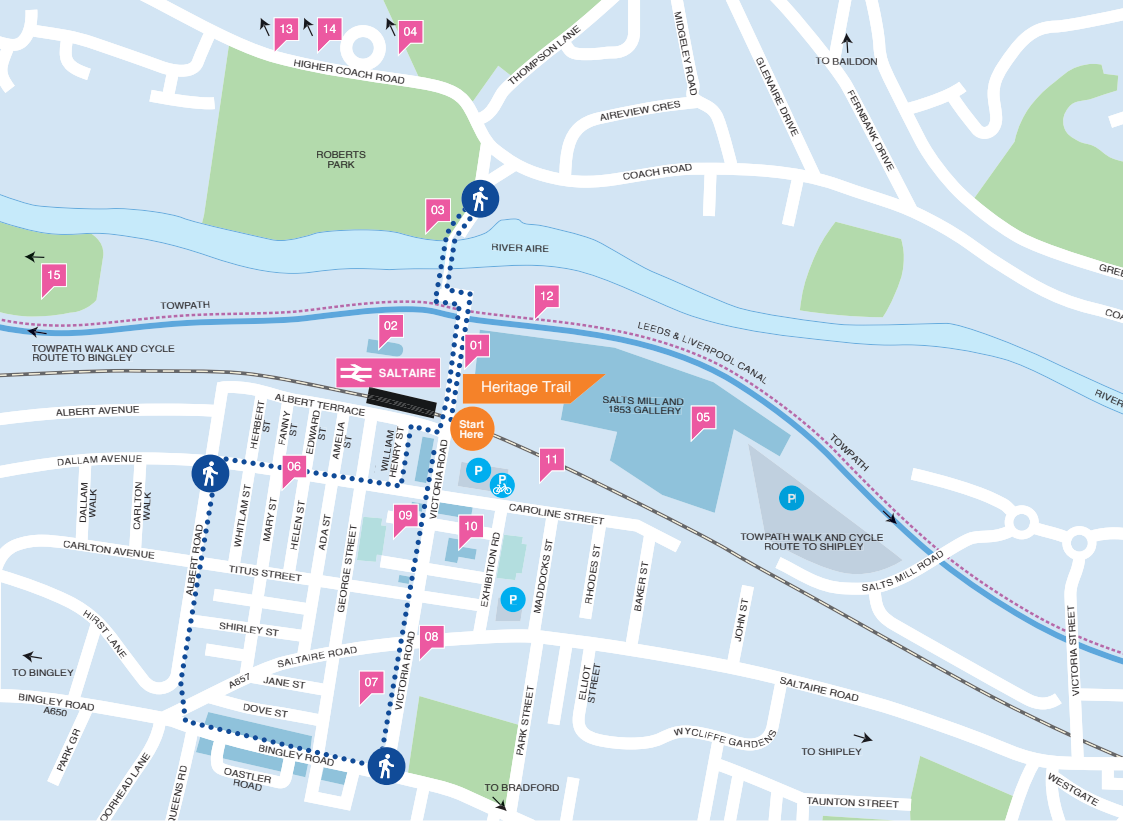 13
14
04
HIGHER COACH ROAD
THOMPSON LANE
MIDGELEY ROAD
GLENAIRE DRIVE
TO BAILDON
FERNBANK DRIVE
AIREVIEW CRES
COACH ROAD
ROBERTS
PARK
03
RIVER AIRE
15
TOWPATH
12
GREE
COA
RIVER
TOWPATH WALK AND CYCLE
ROUTE TO BINGLEY
02
01
LEEDS & LIVERPOOL CANAL
SALTAIRE
Heritage Trail
SALTS MILL AND
1853 GALLERY
05
ALBERT AVENUE
ALBERT TERRACE
HERBERT
ST
FANNY
ST
EDWARD
ST
AMELIA
ST
WILLIAM
HENRY ST
VICTORIA ROAD
Start
Here
TOWPATH
DALLAM AVENUE
06
11
P
P
P
DALLAM
WALK
CARLTON
WALK
WHITLAM ST
MARY ST
HELEN ST
ADA ST
GEORGE STREET
09
10
CAROLINE STREET
TOWPATH WALK AND CYCLE
ROUTE TO SHIPLEY
CARLTON AVENUE
ALBERT ROAD
TITUS STREET
EXHIBITION RD
MADDOCKS ST
RHODES ST
BAKER ST
JOHN ST
SALTS MILL ROAD
P
VICTORIA STREET
HIRST LANE
SHIRLEY ST
SALTAIRE ROAD
08
TO BINGLEY
A657
JANE ST
07
VICTORIA ROAD
ELLIOT
STREET
SALTAIRE ROAD
BINGLEY ROAD
A650
DOVE ST
PARK STREET
WYCLIFFE GARDENS
TO SHIPLEY
PARK GR
BINGLEY ROAD
OASTLER
ROAD
OORHEAD LANE
QUEENS RD
TO BRADFORD
TAUNTON STREET
WESTGATE